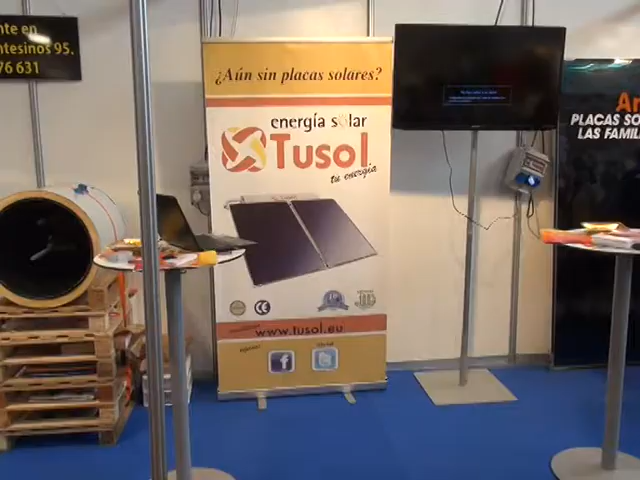 nte en
ntesinos 95.
76 631
¿Aún sin placas solares?
energía solar
Tusol
tu energía
www.tusol.eu
PLACAS SO
LAS FAMIL